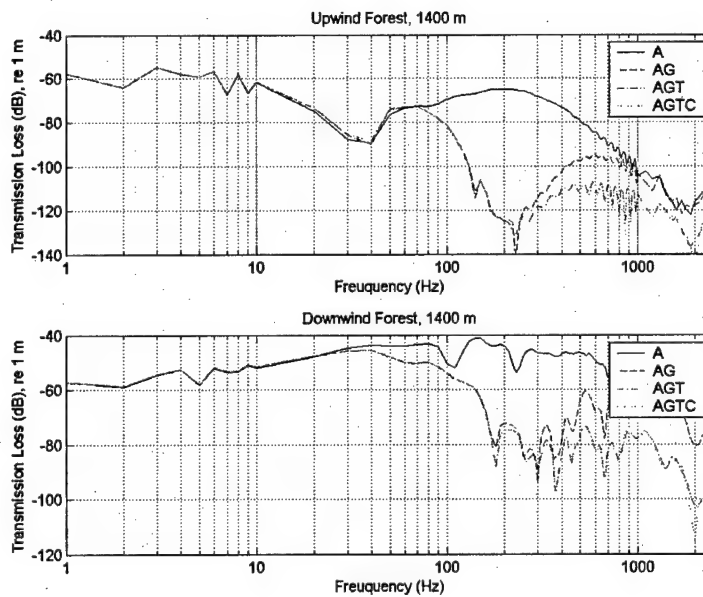 Upwind Forest, 1400 m
-40
-60
-80
-100
-120
-140
Transmission Loss (dB), re 1 m
1
10
100
1000
Freuquency (Hz)
A
AG
AGT
AGTC
Downwind Forest, 1400 m
-40
-60
-80
-100
-120
Transmission Loss (dB), re 1 m
1
10
100
1000
Freuquency (Hz)
A
AG
AGT
AGTC